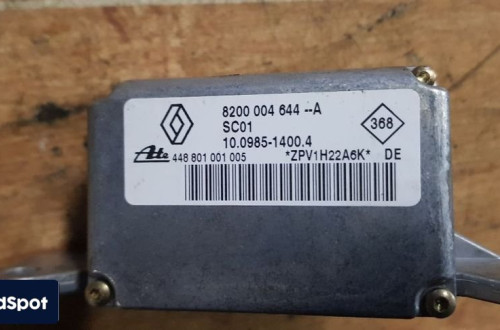 8200 004 644 --A
SC01
368
10.0985-1400.4
Ate 448 801 001 005 *ZPV1H22A6K* DE
dSpot